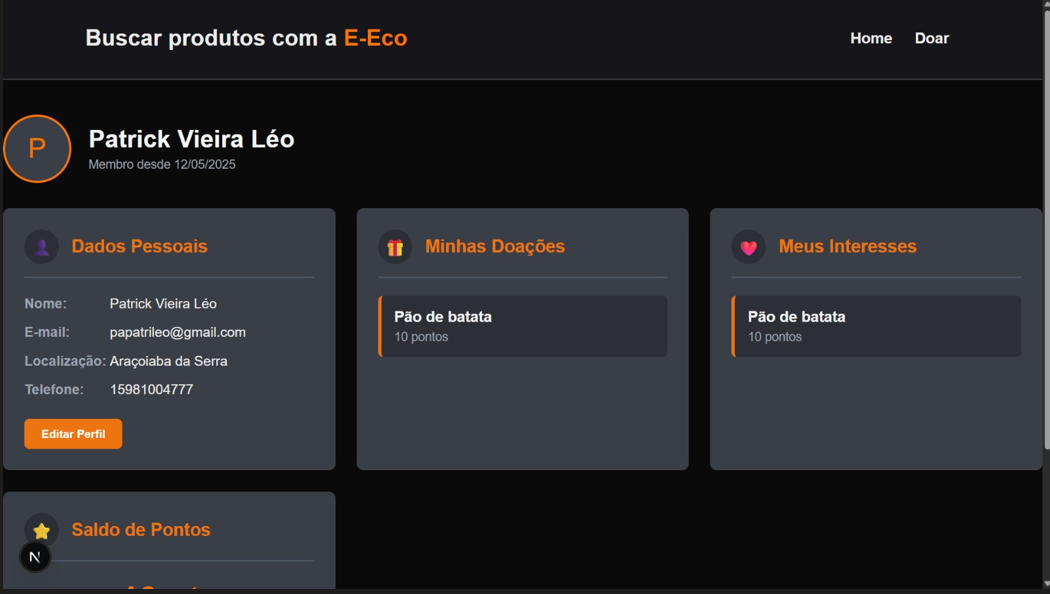 Buscar produtos com a E-Eco
Home
Doar
P
Patrick Vieira Léo
Membro desde 12/05/2025
Dados Pessoais
Nome: Patrick Vieira Léo
E-mail: papatrileo@gmail.com
Localização: Araçoiaba da Serra
Telefone: 15981004777
Editar Perfil
Minhas Doações
Pão de batata
10 pontos
Meus Interesses
Pão de batata
10 pontos
Saldo de Pontos
N